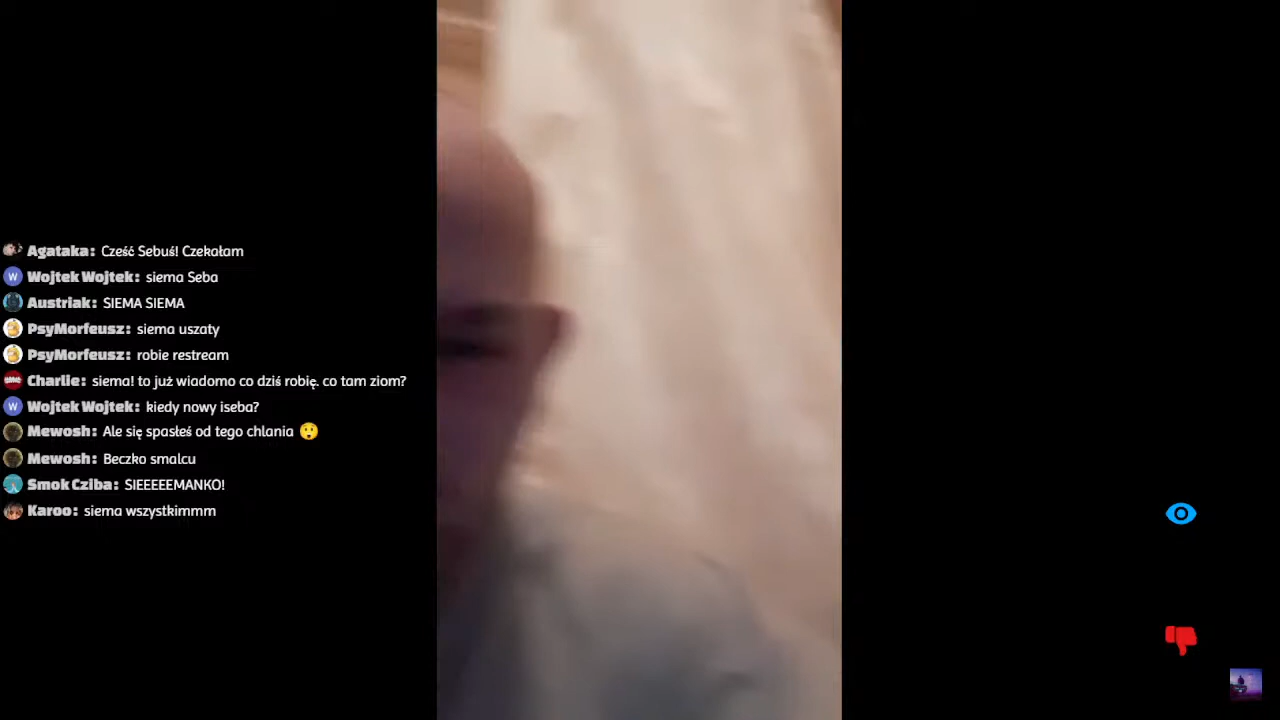 Agataka: Cześć Sebuś! Czekałam
W Wojtek Wojtek: siema Seba
Austriak: SIEMA SIEMA
PsyMorfeusz: siema uszaty
PsyMorfeusz: robie restream
Charlie: siema! to już wiadomo co dziś robię. co tam ziom?
W Wojtek Wojtek: kiedy nowy iseba?
Mewosh: Ale się spasłeś od tego chlania 😲
Mewosh: Beczko smalcu
Smok Cziba: SIEEEEEMANKO!
Karoo: siema wszystkimmm